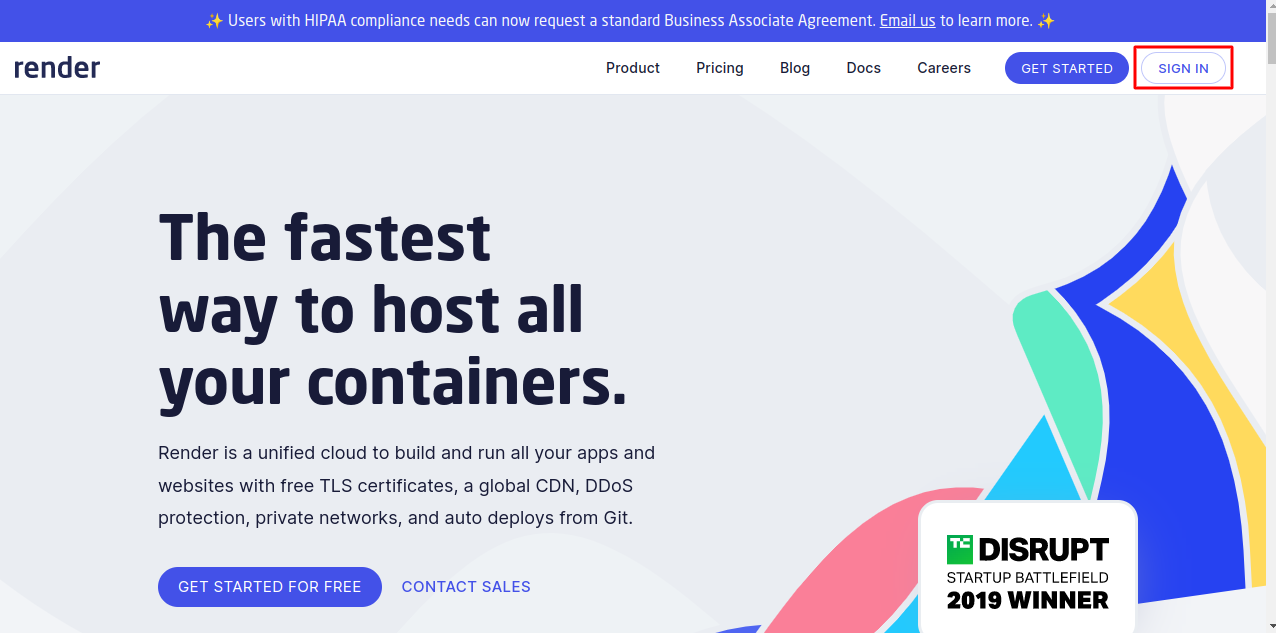 ✨ Users with HIPAA compliance needs can now request a standard Business Associate Agreement. Email us to learn more. ✨
render
Product
Pricing
Blog
Docs
Careers
GET STARTED
SIGN IN
The fastest
way to host all
your containers.
Render is a unified cloud to build and run all your apps and
websites with free TLS certificates, a global CDN, DDoS
protection, private networks, and auto deploys from Git.
GET STARTED FOR FREE
CONTACT SALES
TC DISRUPT
STARTUP BATTLEFIELD
2019 WINNER